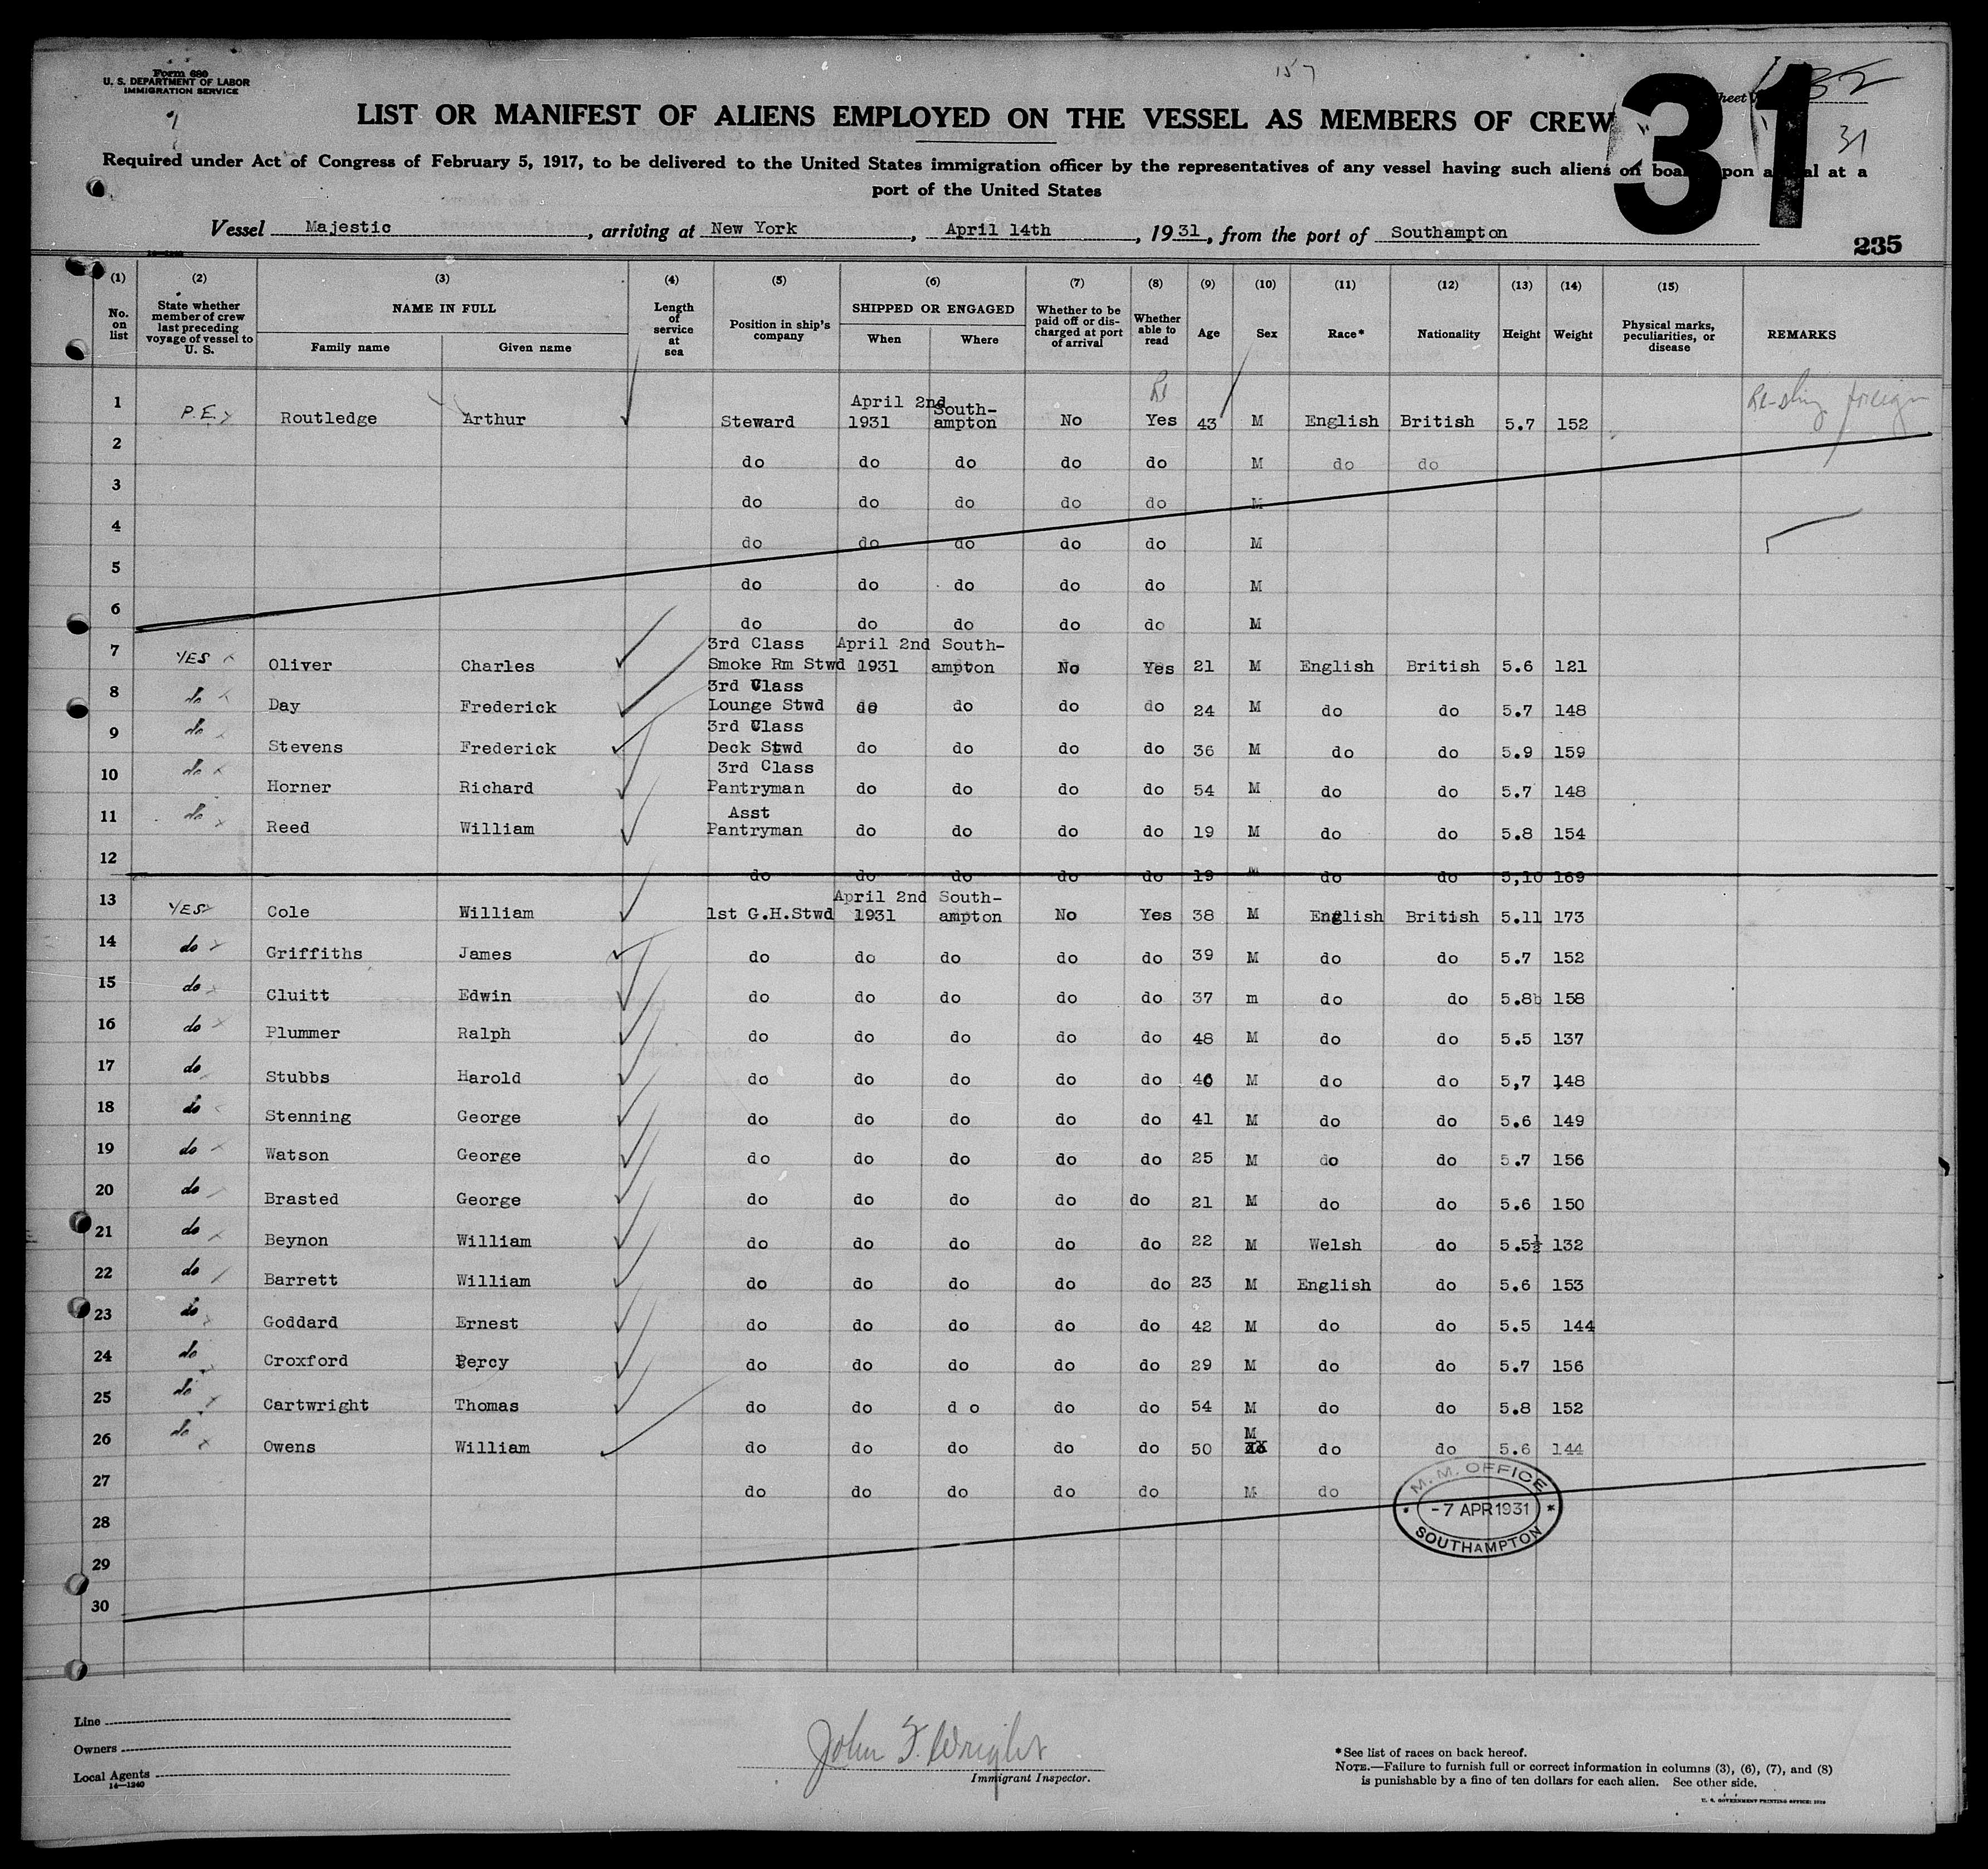 Form 680
U. S. DEPARTMENT OF LABOR
IMMIGRATION SERVICE
157
Sheet
32
31
31
LIST OR MANIFEST OF ALIENS EMPLOYED ON THE VESSEL AS MEMBERS OF CREW
Required under Act of Congress of February 5, 1917, to be delivered to the United States immigration officer by the representatives of any vessel having such aliens on board upon arrival at a
port of the United States
Vessel Majestic, arriving at New York, April 14th, 1931, from the port of Southampton
235
(1) (2) (3) (4) (5) (6) (7) (8) (9) (10) (11) (12) (13) (14) (15)
No. on list State whether member of crew last preceding voyage of vessel to U. S. NAME IN FULL Family name Given name Length of service at sea Position in ship's company SHIPPED OR ENGAGED When Where Whether to be paid off or discharged at port of arrival Whether able to read Age Sex Race* Nationality Height Weight Physical marks, peculiarities, or disease REMARKS
1 P.E. Routledge Arthur Steward April 2nd 1931 South-ampton No Yes 43 M English British 5.7 152 foreign
2 do do do do do M do do
3 do do do do do M
4 do do do do do M
5 do do do do do M
6 do do do do do M
7 YES Oliver Charles 3rd Class Smoke Rm Stwd April 2nd 1931 South-ampton No Yes 21 M English British 5.6 121
8 do Day Frederick 3rd Class Lounge Stwd do do do do 24 M do do 5.7 148
9 do Stevens Frederick 3rd Class Deck Stwd do do do do 36 M do do 5.9 159
10 do Horner Richard 3rd Class Pantryman do do do do 54 M do do 5.7 148
11 do Reed William Asst Pantryman do do do do 19 M do do 5.8 154
12 do do do do do 19 M do do 5,10 169
13 YES Cole William 1st G.H.Stwd April 2nd 1931 South-ampton No Yes 38 M English British 5.11 173
14 do Griffiths James do do do do do 39 M do do 5.7 152
15 do Cluitt Edwin do do do do do 37 m do do 5.8 158
16 do Plummer Ralph do do do do do 48 M do do 5.5 137
17 do Stubbs Harold do do do do do 46 M do do 5,7 148
18 do Stenning George do do do do do 41 M do do 5.6 149
19 do Watson George do do do do do 25 M do do 5.7 156
20 do Brasted George do do do do do 21 M do do 5.6 150
21 do Beynon William do do do do do 22 M Welsh do 5.5½ 132
22 do Barrett William do do do do do 23 M English do 5.6 153
23 do Goddard Ernest do do do do do 42 M do do 5.5 144
24 do Croxford Percy do do do do do 29 M do do 5.7 156
25 do Cartwright Thomas do do d o do do 54 M do do 5.8 152
26 do Owens William do do do do do 50 M do do 5.6 144
27 do do do do do M do
28
29
30
M. M. OFFICE
-7 APR 1931
SOUTHAMPTON
Line
Owners
Local Agents
14—1240
John F. Wright
Immigrant Inspector.
*See list of races on back hereof.
NOTE.—Failure to furnish full or correct information in columns (3), (6), (7), and (8)
is punishable by a fine of ten dollars for each alien. See other side.
U. S. GOVERNMENT PRINTING OFFICE: